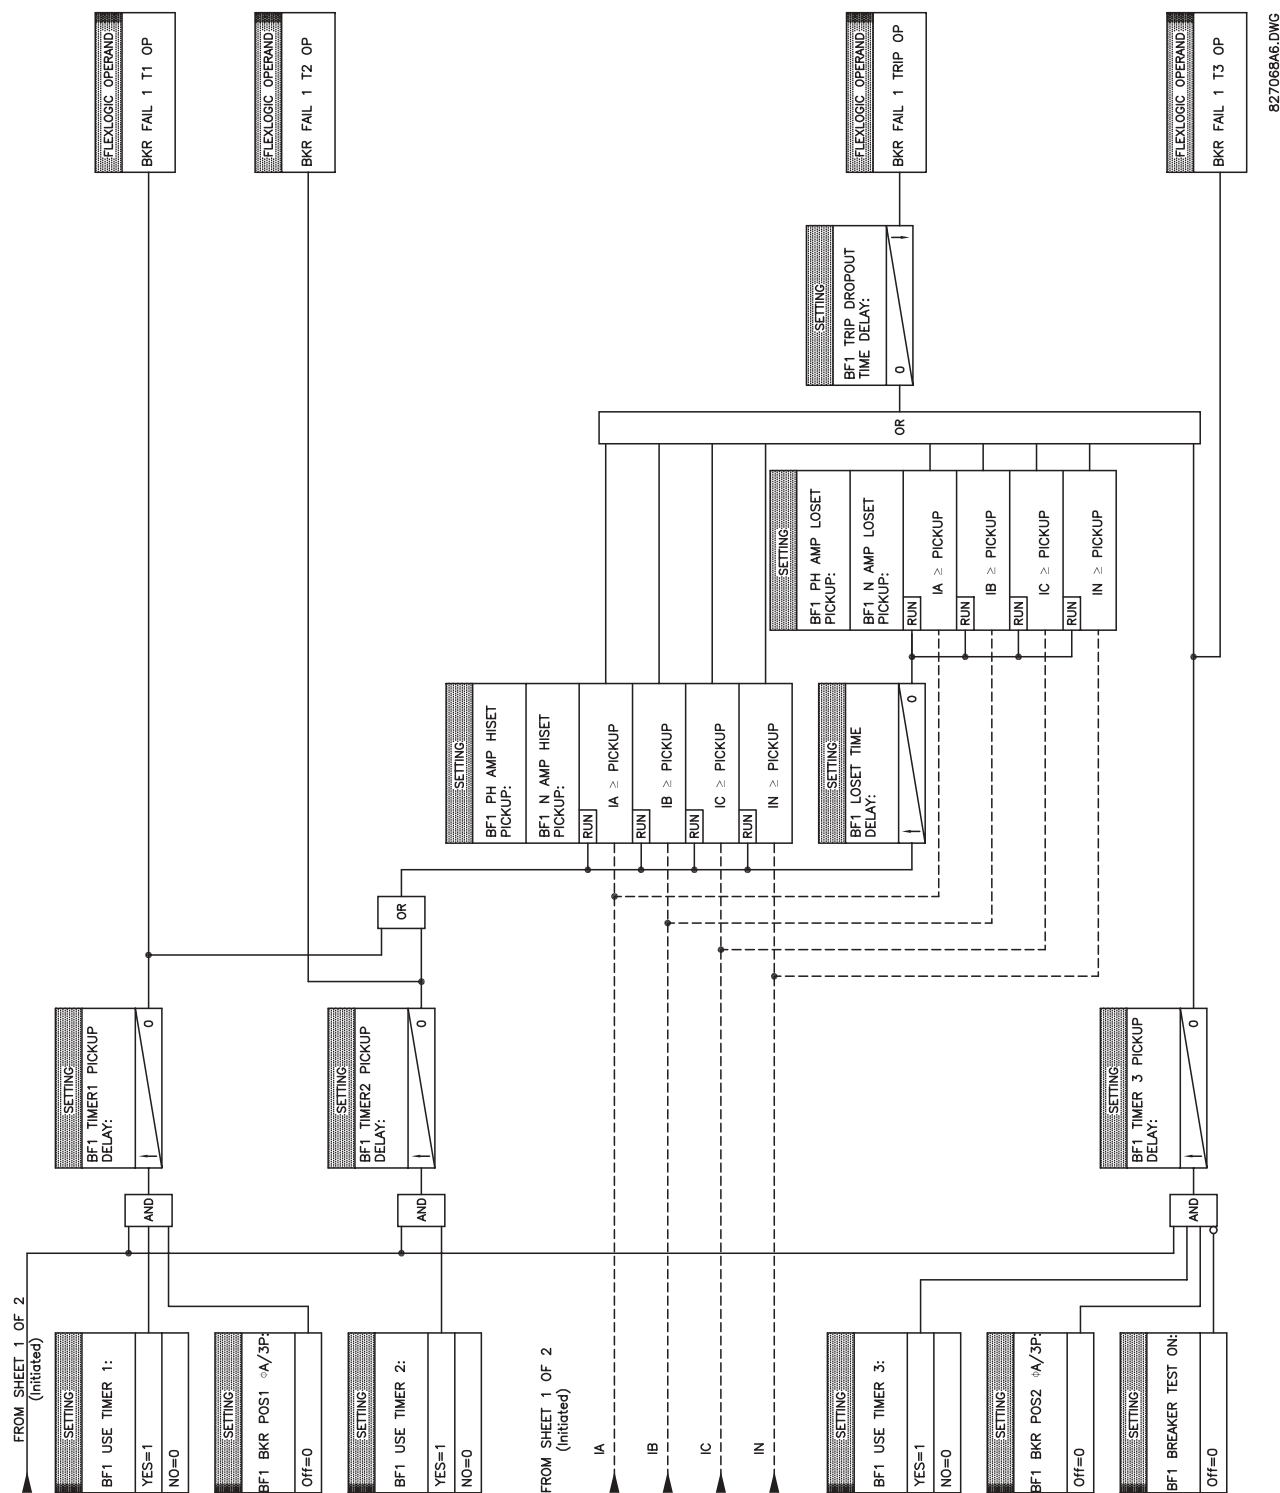 FROM SHEET 1 OF 2
(Initiated)
SETTING
BF1 USE TIMER 1:
YES=1
NO=0
SETTING
BF1 BKR POS1 ΦA/3P:
Off=0
SETTING
BF1 USE TIMER 2:
YES=1
NO=0
FROM SHEET 1 OF 2
(Initiated)
IA
IB
IC
IN
SETTING
BF1 USE TIMER 3:
YES=1
NO=0
SETTING
BF1 BKR POS2 ΦA/3P:
Off=0
SETTING
BF1 BREAKER TEST ON:
Off=0
AND
AND
AND
SETTING
BF1 TIMER1 PICKUP
DELAY:
0
SETTING
BF1 TIMER2 PICKUP
DELAY:
0
SETTING
BF1 TIMER 3 PICKUP
DELAY:
0
OR
SETTING
BF1 PH AMP HISET
PICKUP:
BF1 N AMP HISET
PICKUP:
RUN
IA ≥ PICKUP
RUN
IB ≥ PICKUP
RUN
IC ≥ PICKUP
RUN
IN ≥ PICKUP
SETTING
BF1 LOSET TIME
DELAY:
0
SETTING
BF1 PH AMP LOSET
PICKUP:
BF1 N AMP LOSET
PICKUP:
RUN
IA ≥ PICKUP
RUN
IB ≥ PICKUP
RUN
IC ≥ PICKUP
RUN
IN ≥ PICKUP
OR
SETTING
BF1 TRIP DROPOUT
TIME DELAY:
0
FLEXLOGIC OPERAND
BKR FAIL 1 T1 OP
FLEXLOGIC OPERAND
BKR FAIL 1 T2 OP
FLEXLOGIC OPERAND
BKR FAIL 1 TRIP OP
FLEXLOGIC OPERAND
BKR FAIL 1 T3 OP
827068A6.DWG